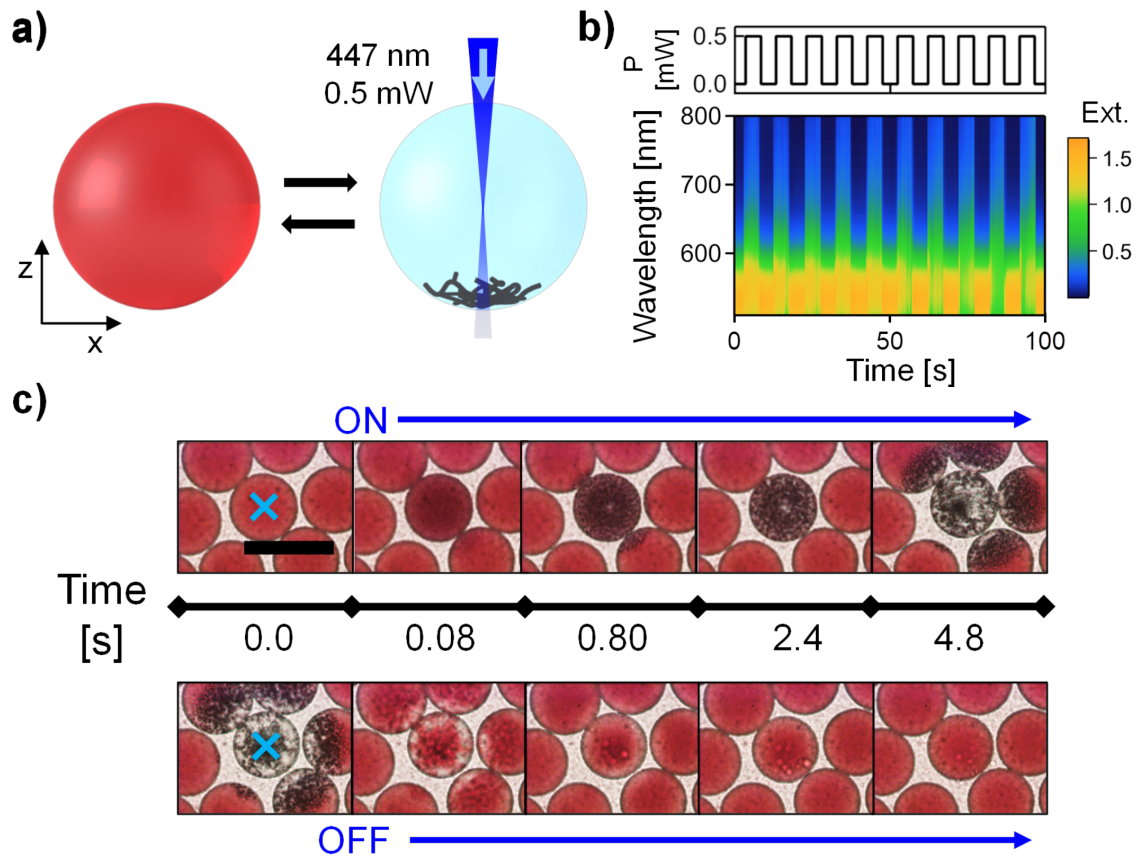 a)
447 nm
0.5 mW
z
x
b)
P
[mW]
0.5
0.0
Wavelength [nm]
800
700
600
0
50
100
Time [s]
Ext.
1.5
1.0
0.5
c)
ON
Time
[s]
0.0
0.08
0.80
2.4
4.8
OFF